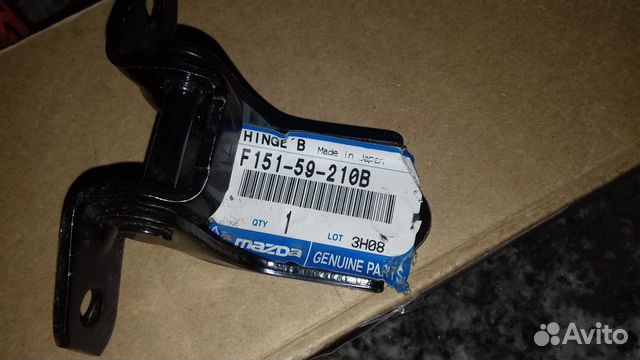 HINGE'B Made in Japan
F151-59-210B
QTY 1 LOT 3H08
mazda GENUINE PARTS
Avito